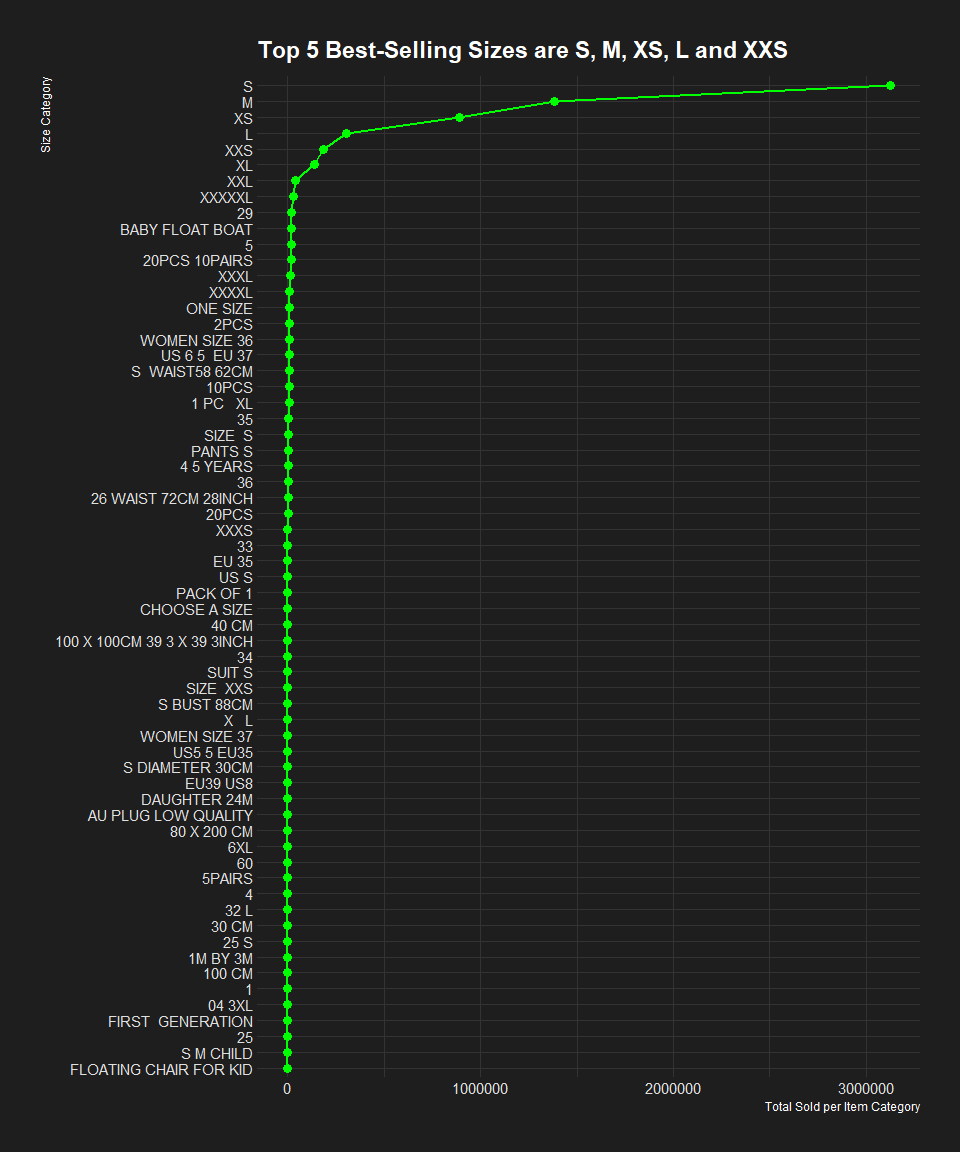 Top 5 Best-Selling Sizes are S, M, XS, L and XXS
Size Category
S
M
XS
L
XXS
XL
XXL
XXXXXL
29
BABY FLOAT BOAT
5
20PCS 10PAIRS
XXXL
XXXXL
ONE SIZE
2PCS
WOMEN SIZE 36
US 6 5  EU 37
S  WAIST58 62CM
10PCS
1 PC   XL
35
SIZE  S
PANTS S
4 5 YEARS
36
26 WAIST 72CM 28INCH
20PCS
XXXS
33
EU 35
US S
PACK OF 1
CHOOSE A SIZE
40 CM
100 X 100CM 39 3 X 39 3INCH
34
SUIT S
SIZE  XXS
S BUST 88CM
X   L
WOMEN SIZE 37
US5 5 EU35
S DIAMETER 30CM
EU39 US8
DAUGHTER 24M
AU PLUG LOW QUALITY
80 X 200 CM
6XL
60
5PAIRS
4
32 L
30 CM
25 S
1M BY 3M
100 CM
1
04 3XL
FIRST  GENERATION
25
S M CHILD
FLOATING CHAIR FOR KID
0 1000000 2000000 3000000
Total Sold per Item Category